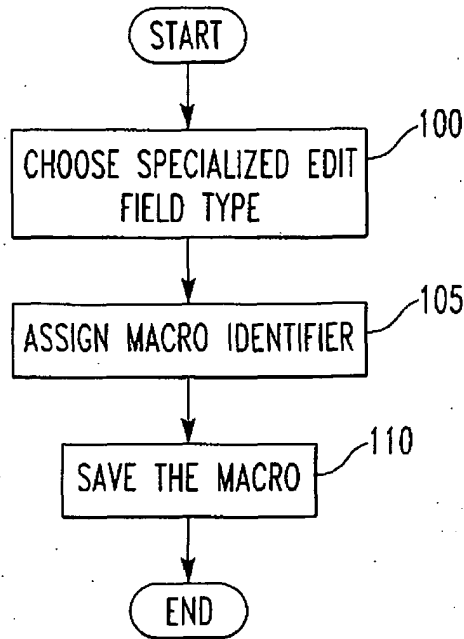 START
100
CHOOSE SPECIALIZED EDIT
FIELD TYPE
105
ASSIGN MACRO IDENTIFIER
110
SAVE THE MACRO
END